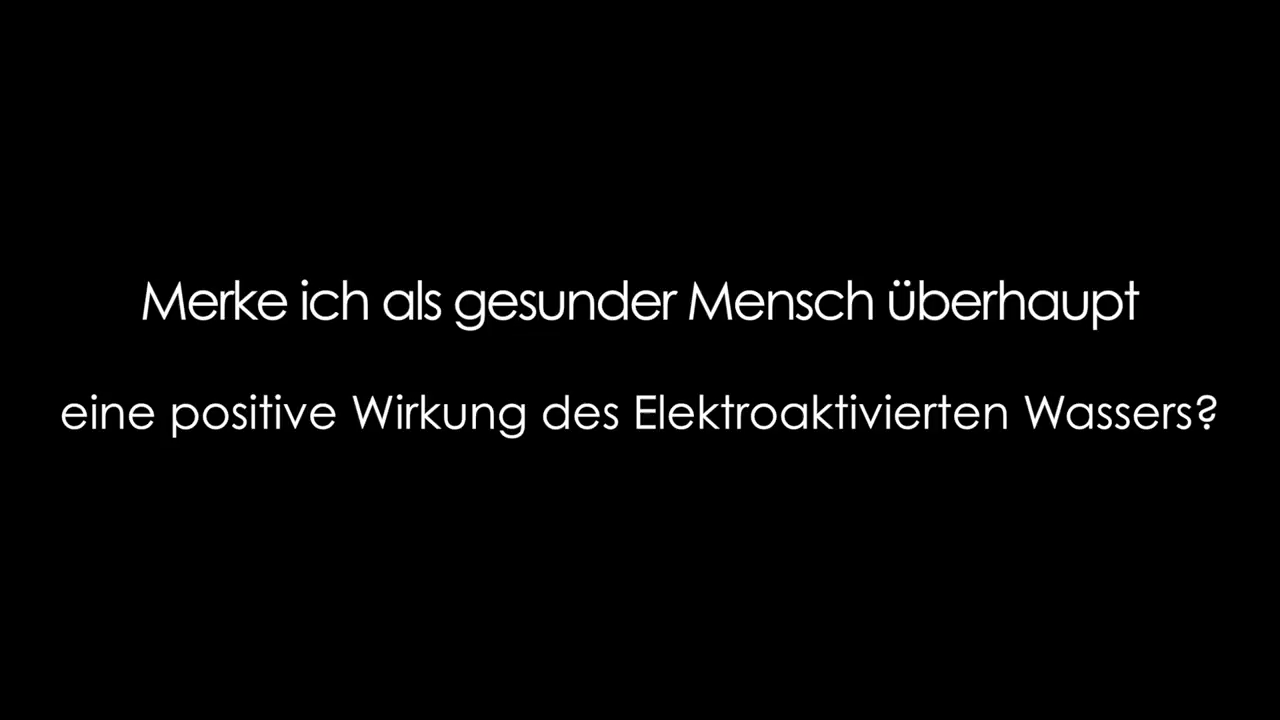 Merke ich als gesunder Mensch überhaupt
eine positive Wirkung des Elektroaktivierten Wassers?